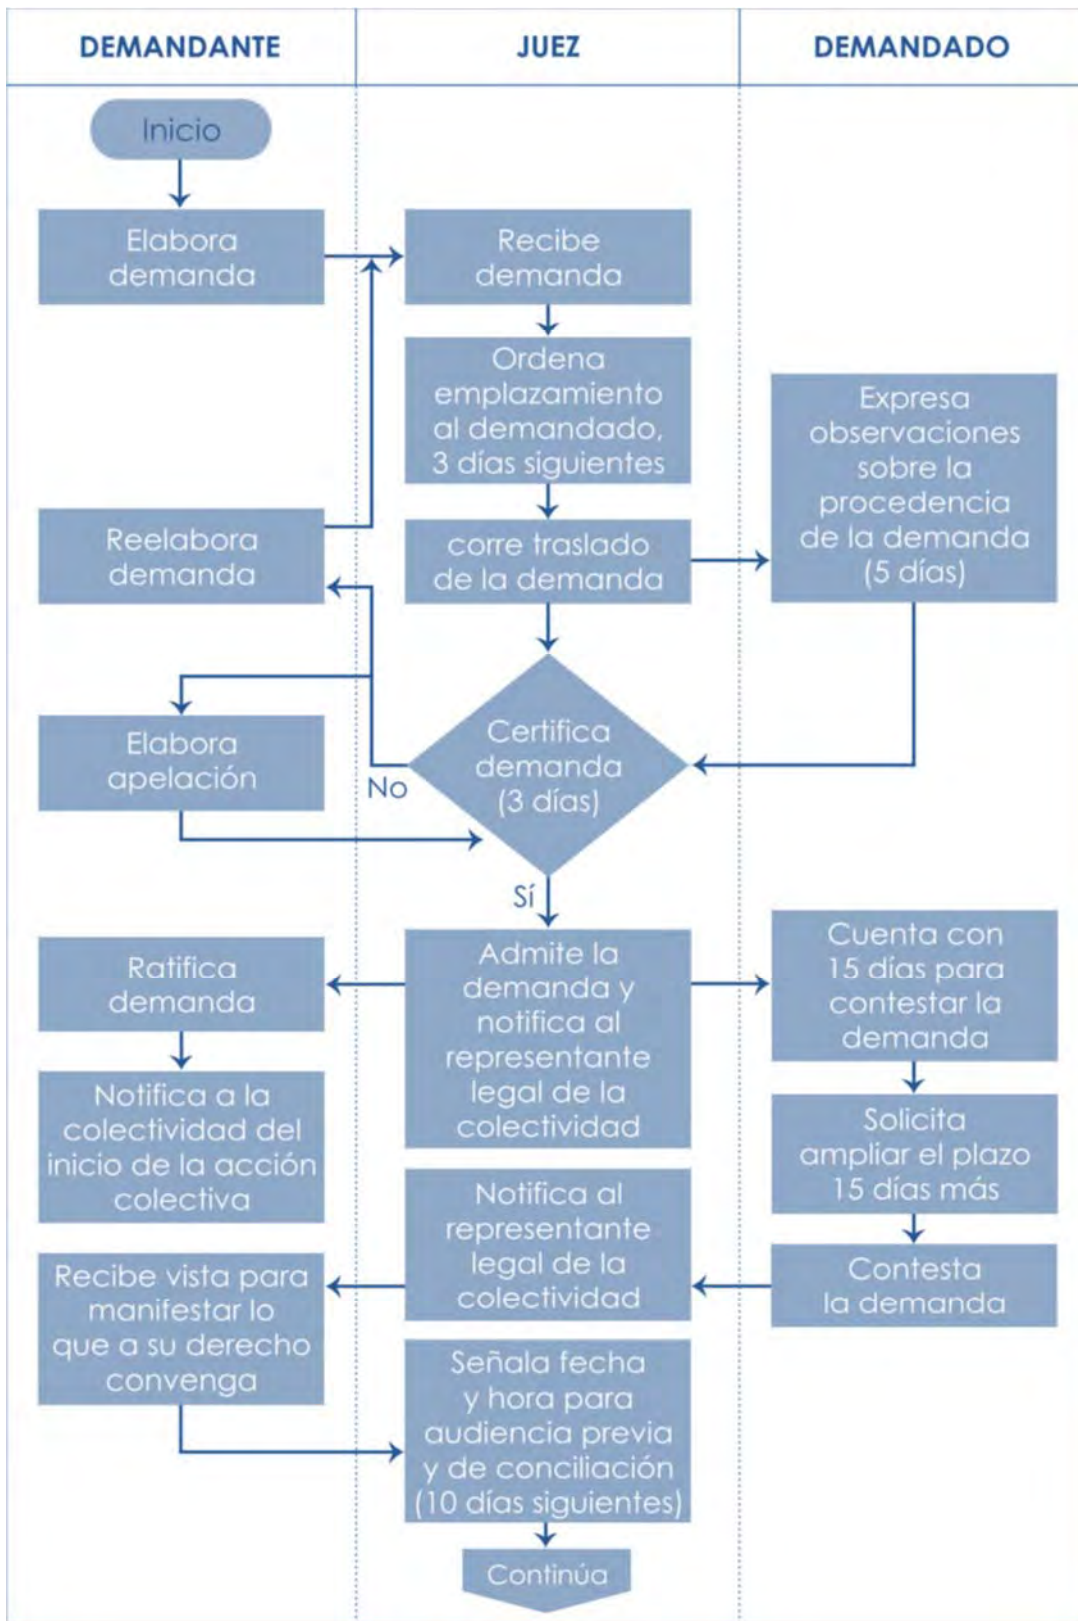 DEMANDANTE
JUEZ
DEMANDADO
Inicio
Elabora
demanda
Recibe
demanda
Ordena
emplazamiento
al demandado,
3 días siguientes
Expresa
observaciones
sobre la
procedencia
de la demanda
(5 días)
Reelabora
demanda
corre traslado
de la demanda
Elabora
apelación
Certifica
demanda
(3 días)
No
Sí
Ratifica
demanda
Admite la
demanda y
notifica al
representante
legal de la
colectividad
Cuenta con
15 días para
contestar la
demanda
Notifica a la
colectividad del
inicio de la acción
colectiva
Solicita
ampliar el plazo
15 días más
Notifica al
representante
legal de la
colectividad
Contesta
la demanda
Recibe vista para
manifestar lo
que a su derecho
convenga
Señala fecha
y hora para
audiencia previa
y de conciliación
(10 días siguientes)
Continúa